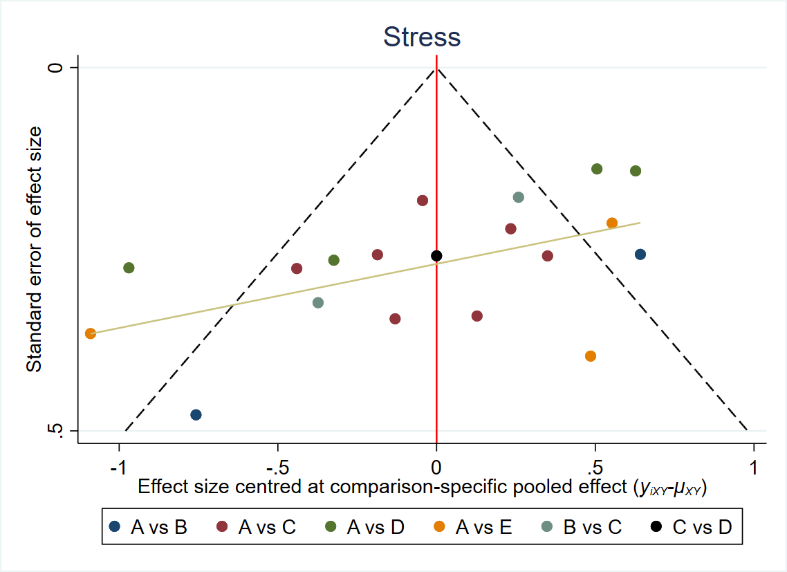 Stress
Standard error of effect size
0
.5
-1
-.5
0
.5
1
Effect size centred at comparison-specific pooled effect (yiXY-μXY)
A vs B A vs C A vs D A vs E B vs C C vs D